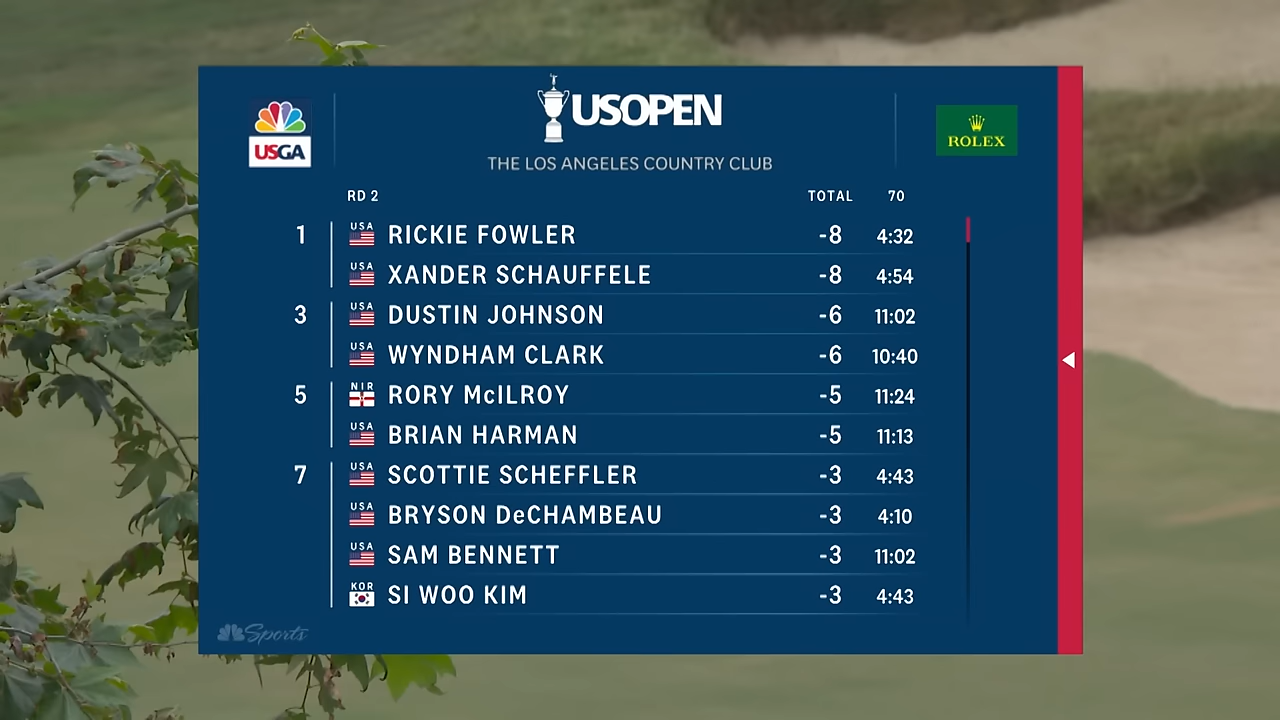 USOPEN
USGA
ROLEX
THE LOS ANGELES COUNTRY CLUB
RD 2 TOTAL 70
1 USA RICKIE FOWLER -8 4:32
USA XANDER SCHAUFFELE -8 4:54
3 USA DUSTIN JOHNSON -6 11:02
USA WYNDHAM CLARK -6 10:40
5 NIR RORY McILROY -5 11:24
USA BRIAN HARMAN -5 11:13
7 USA SCOTTIE SCHEFFLER -3 4:43
USA BRYSON DeCHAMBEAU -3 4:10
USA SAM BENNETT -3 11:02
KOR SI WOO KIM -3 4:43
Sports